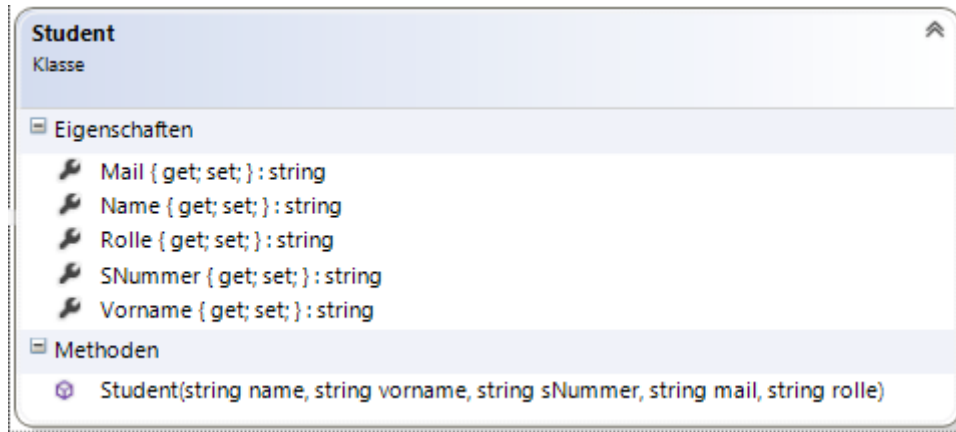 Student
Klasse
Eigenschaften
Mail { get; set; } : string
Name { get; set; } : string
Rolle { get; set; } : string
SNummer { get; set; } : string
Vorname { get; set; } : string
Methoden
Student(string name, string vorname, string sNummer, string mail, string rolle)